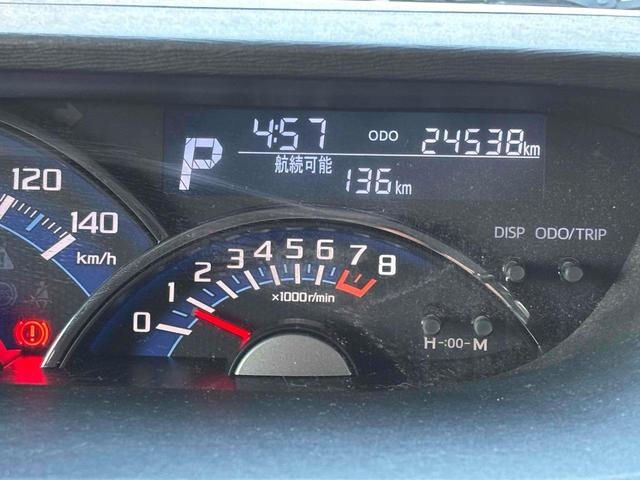 4:57 ODO 24538km
P
航続可能
136km
120
140
km/h
DISP ODO/TRIP
0 1 2 3 4 5 6 7 8
×1000r/min
H -:00- M